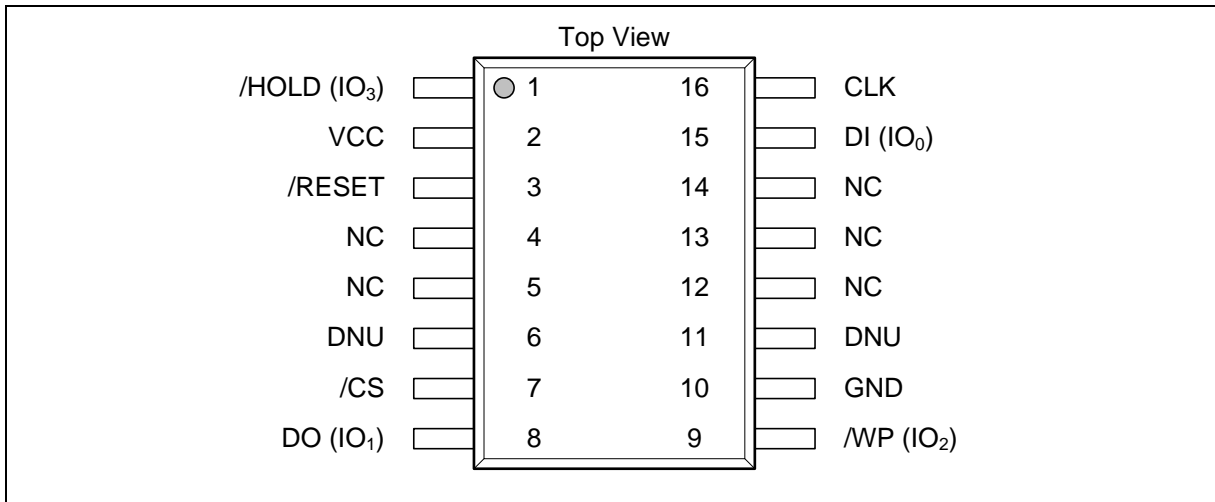 Top View
/HOLD (IO₃) 1 16 CLK
VCC 2 15 DI (IO₀)
/RESET 3 14 NC
NC 4 13 NC
NC 5 12 NC
DNU 6 11 DNU
/CS 7 10 GND
DO (IO₁) 8 9 /WP (IO₂)